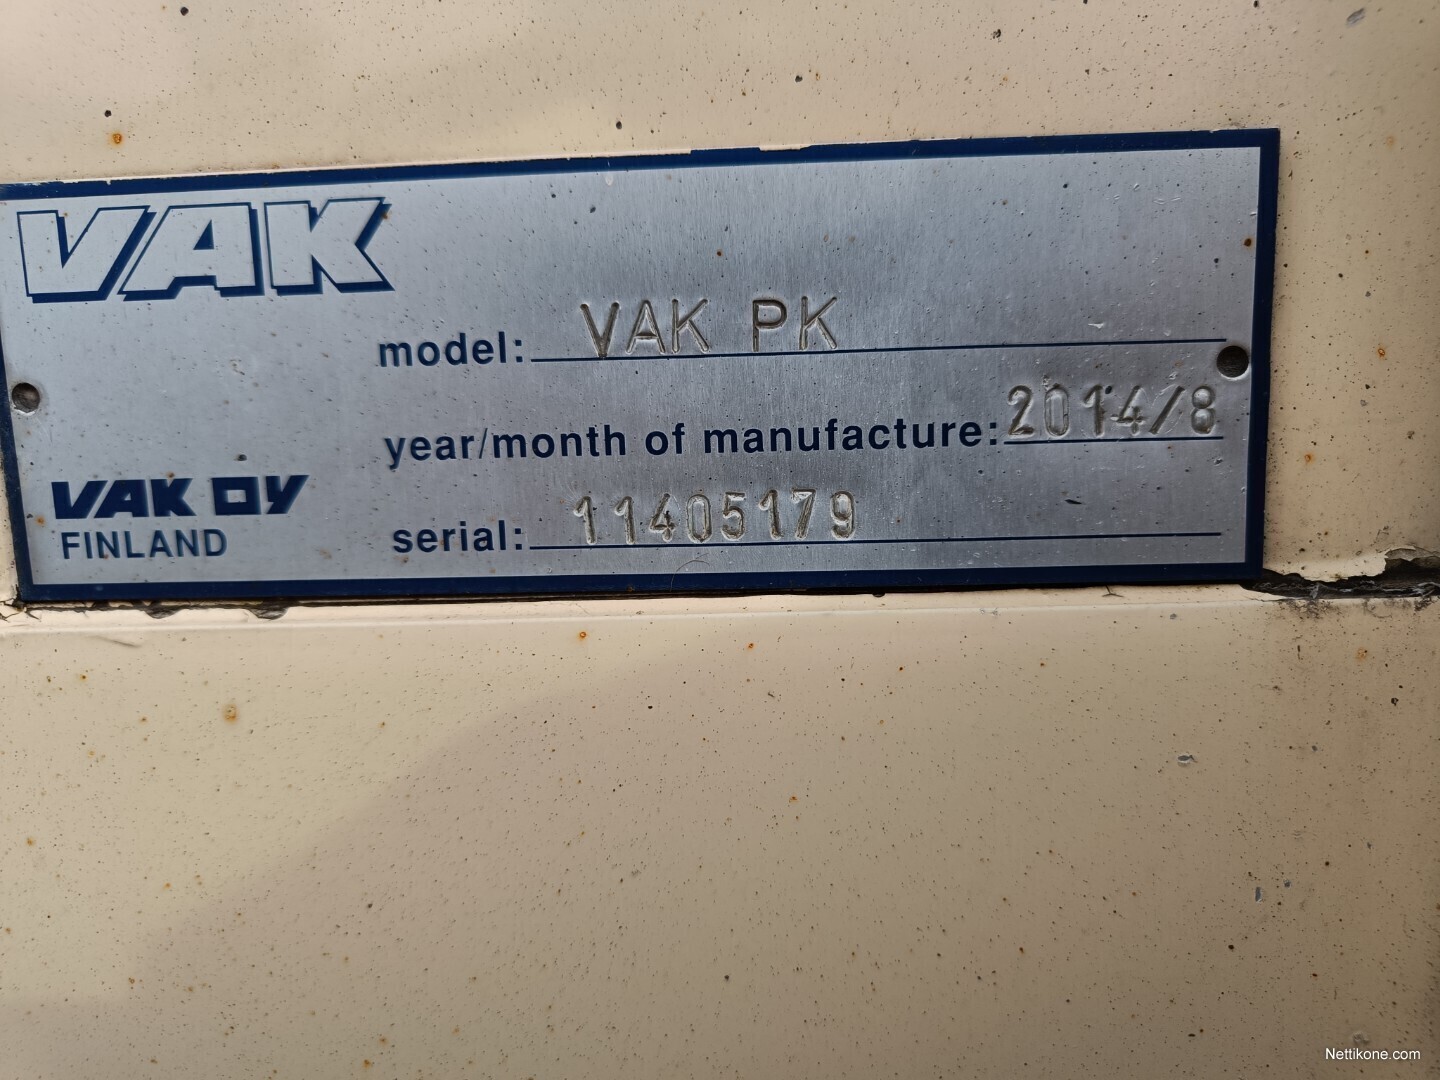 VAK
model: VAK PK
year/month of manufacture: 2014/8
VAK OY
FINLAND
serial: 11405179
Nettikone.com